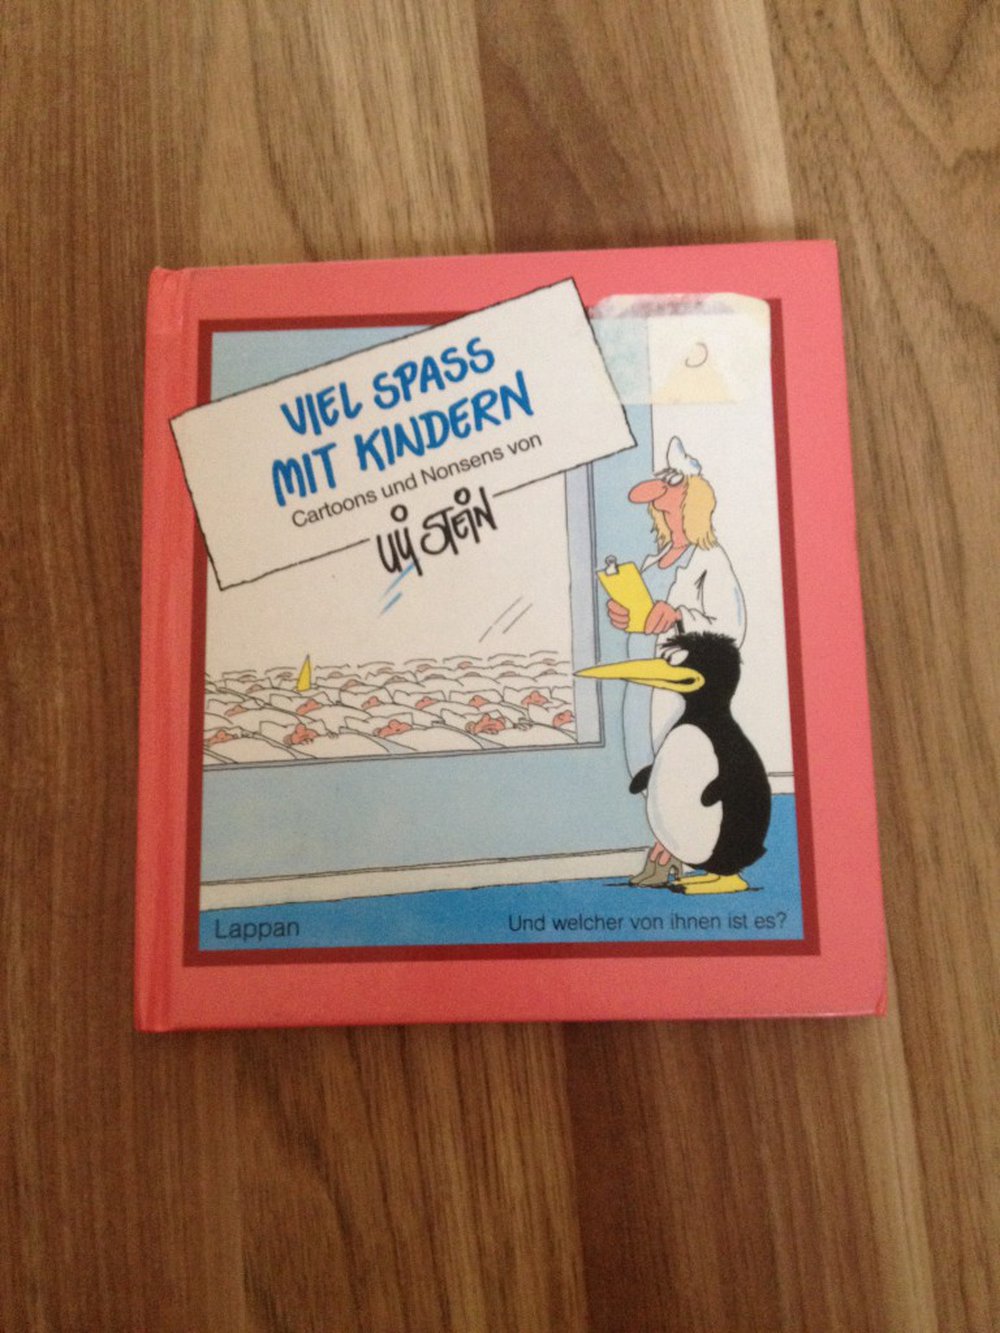 VIEL SPASS
MIT KINDERN
Cartoons und Nonsens von
Uli STEiN
Lappan
Und welcher von ihnen ist es?